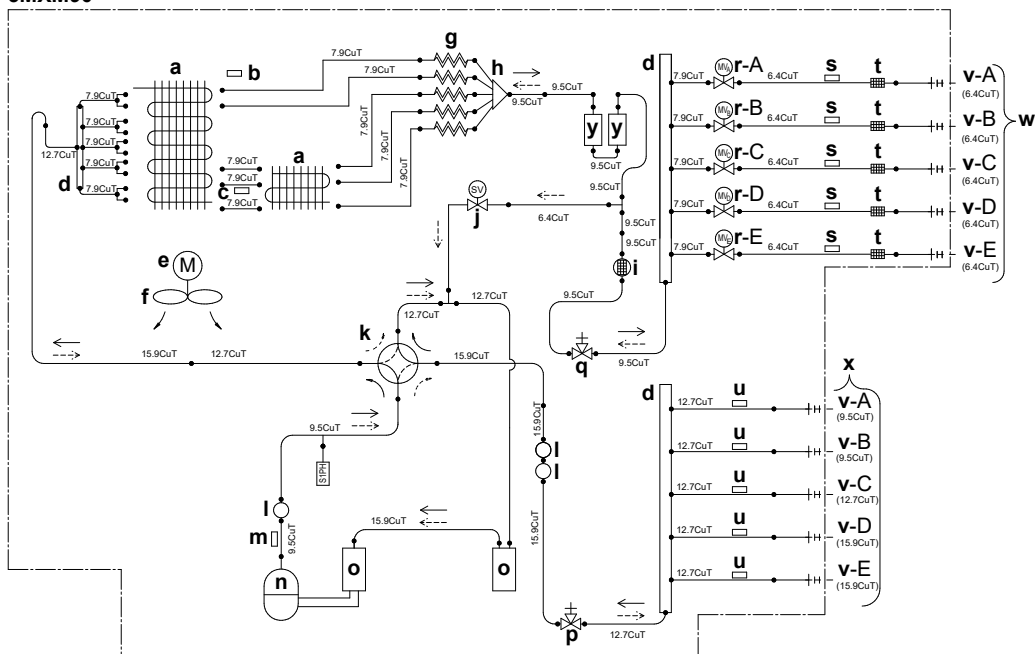 g
h
d
a
b
7.9CuT
7.9CuT
7.9CuT
7.9CuT
9.5CuT
9.5CuT
y
y
9.5CuT
7.9CuT
r-A
6.4CuT
s
t
v-A
(6.4CuT)
7.9CuT
r-B
6.4CuT
s
t
v-B
(6.4CuT)
w
7.9CuT
r-C
6.4CuT
s
t
v-C
(6.4CuT)
7.9CuT
r-D
6.4CuT
s
t
v-D
(6.4CuT)
7.9CuT
r-E
6.4CuT
s
t
v-E
(6.4CuT)
7.9CuT
7.9CuT
7.9CuT
7.9CuT
7.9CuT
12.7CuT
d
a
7.9CuT
7.9CuT
c
7.9CuT
9.5CuT
SV
j
6.4CuT
9.5CuT
9.5CuT
i
9.5CuT
q
9.5CuT
e
M
f
k
12.7CuT
12.7CuT
15.9CuT
12.7CuT
15.9CuT
15.9CuT
l
l
15.9CuT
9.5CuT
S1PH
l
m
9.5CuT
n
15.9CuT
o
o
p
12.7CuT
d
x
12.7CuT
u
v-A
(9.5CuT)
12.7CuT
u
v-B
(9.5CuT)
12.7CuT
u
v-C
(12.7CuT)
12.7CuT
u
v-D
(15.9CuT)
12.7CuT
u
v-E
(15.9CuT)